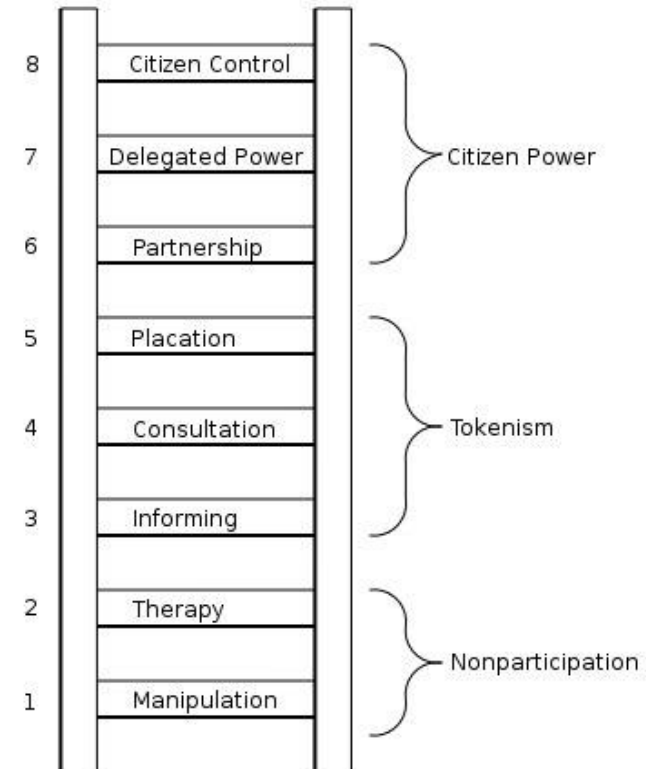 8 Citizen Control
7 Delegated Power Citizen Power
6 Partnership
5 Placation
4 Consultation Tokenism
3 Informing
2 Therapy
Nonparticipation
1 Manipulation